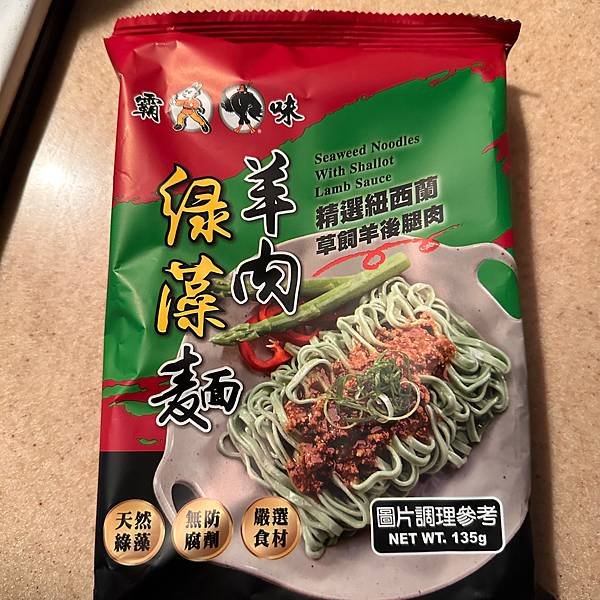 霸味
Seaweed Noodles
With Shallot
Lamb Sauce
精選紐西蘭
草飼羊後腿肉
羊肉
綠藻麵
天然
綠藻
無防
腐劑
嚴選
食材
圖片調理參考
NET WT. 135g